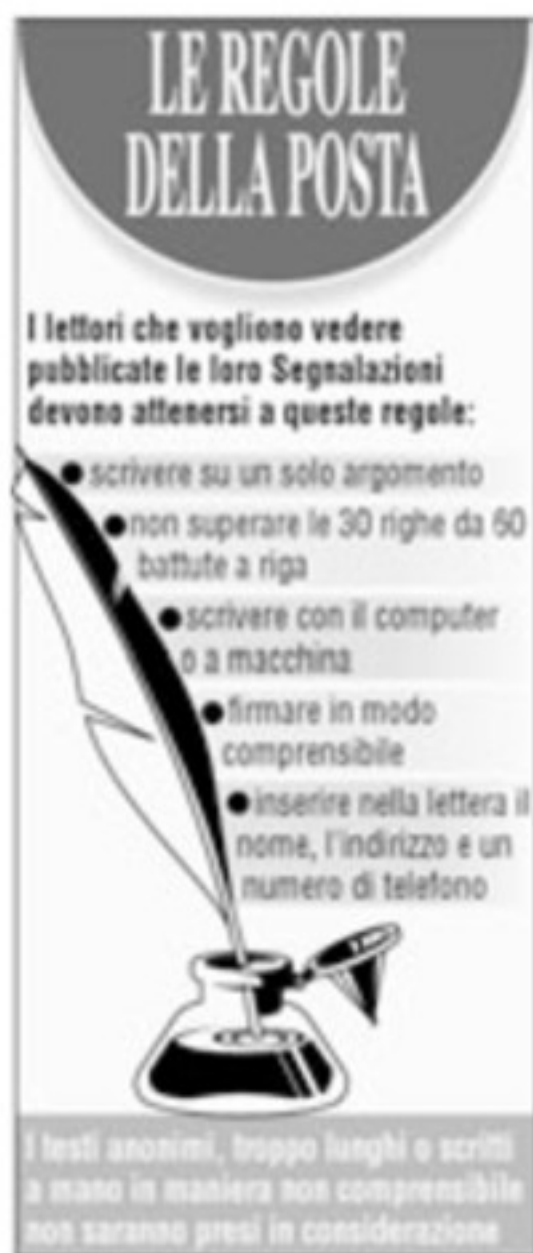 LE REGOLE
DELLA POSTA
I lettori che vogliono vedere
pubblicate le loro Segnalazioni
devono attenersi a queste regole:
● scrivere su un solo argomento
● non superare le 30 righe da 60
battute a riga
● scrivere con il computer
o a macchina
● firmare in modo
comprensibile
● inserire nella lettera il
nome, l'indirizzo e un
numero di telefono
I testi anonimi, troppo lunghi o scritti
a mano in maniera non comprensibile
non saranno presi in considerazione